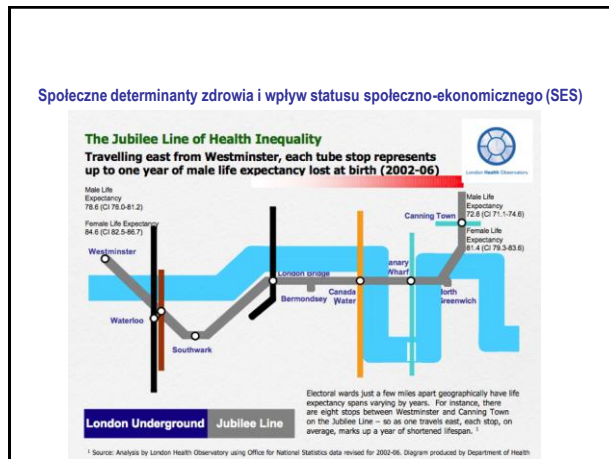 Społeczne determinanty zdrowia i wpływ statusu społeczno-ekonomicznego (SES)
The Jubilee Line of Health Inequality
Travelling east from Westminster, each tube stop represents
up to one year of male life expectancy lost at birth (2002-06)
London Health Observatory
Male Life
Expectancy
78.6 (CI 76.0-81.2)
Female Life Expectancy
84.6 (CI 82.5-86.7)
Male Life
Expectancy
72.8 (CI 71.1-74.6)
Female Life
Expectancy
81.4 (CI 79.3-83.6)
Canning Town
Westminster
Waterloo
Southwark
London Bridge
Bermondsey
Canada
Water
anary
Wharf
orth
Greenwich
Electoral wards just a few miles apart geographically have life
expectancy spans varying by years. For instance, there
are eight stops between Westminster and Canning Town
on the Jubilee Line – so as one travels east, each stop, on
average, marks up a year of shortened lifespan. ¹
London Underground Jubilee Line
¹ Source: Analysis by London Health Observatory using Office for National Statistics data revised for 2002-06. Diagram produced by Department of Health